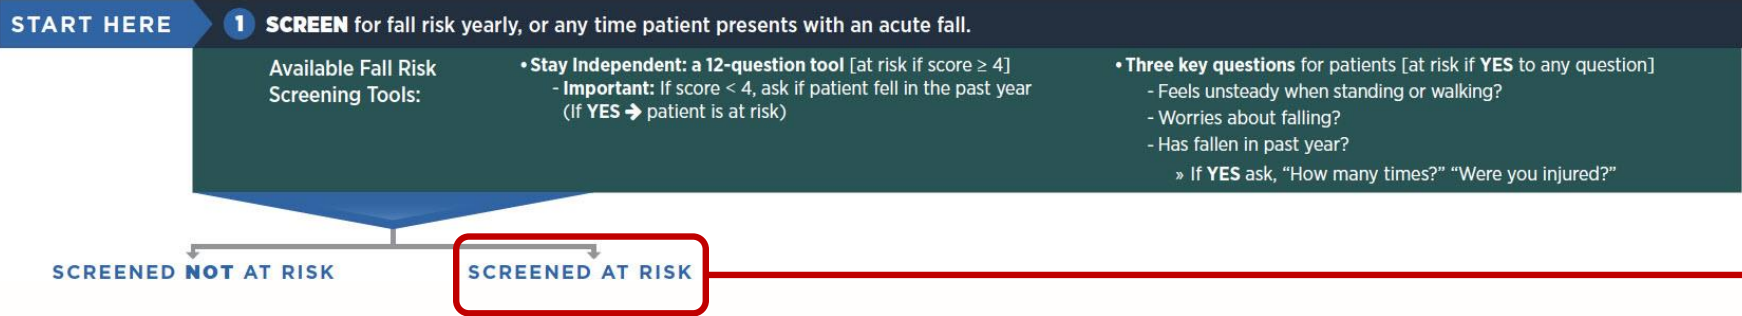 START HERE
1 SCREEN for fall risk yearly, or any time patient presents with an acute fall.
Available Fall Risk
Screening Tools:
• Stay Independent: a 12-question tool [at risk if score ≥ 4]
- Important: If score < 4, ask if patient fell in the past year
(If YES ➔ patient is at risk)
• Three key questions for patients [at risk if YES to any question]
- Feels unsteady when standing or walking?
- Worries about falling?
- Has fallen in past year?
» If YES ask, “How many times?” “Were you injured?”
SCREENED NOT AT RISK
SCREENED AT RISK